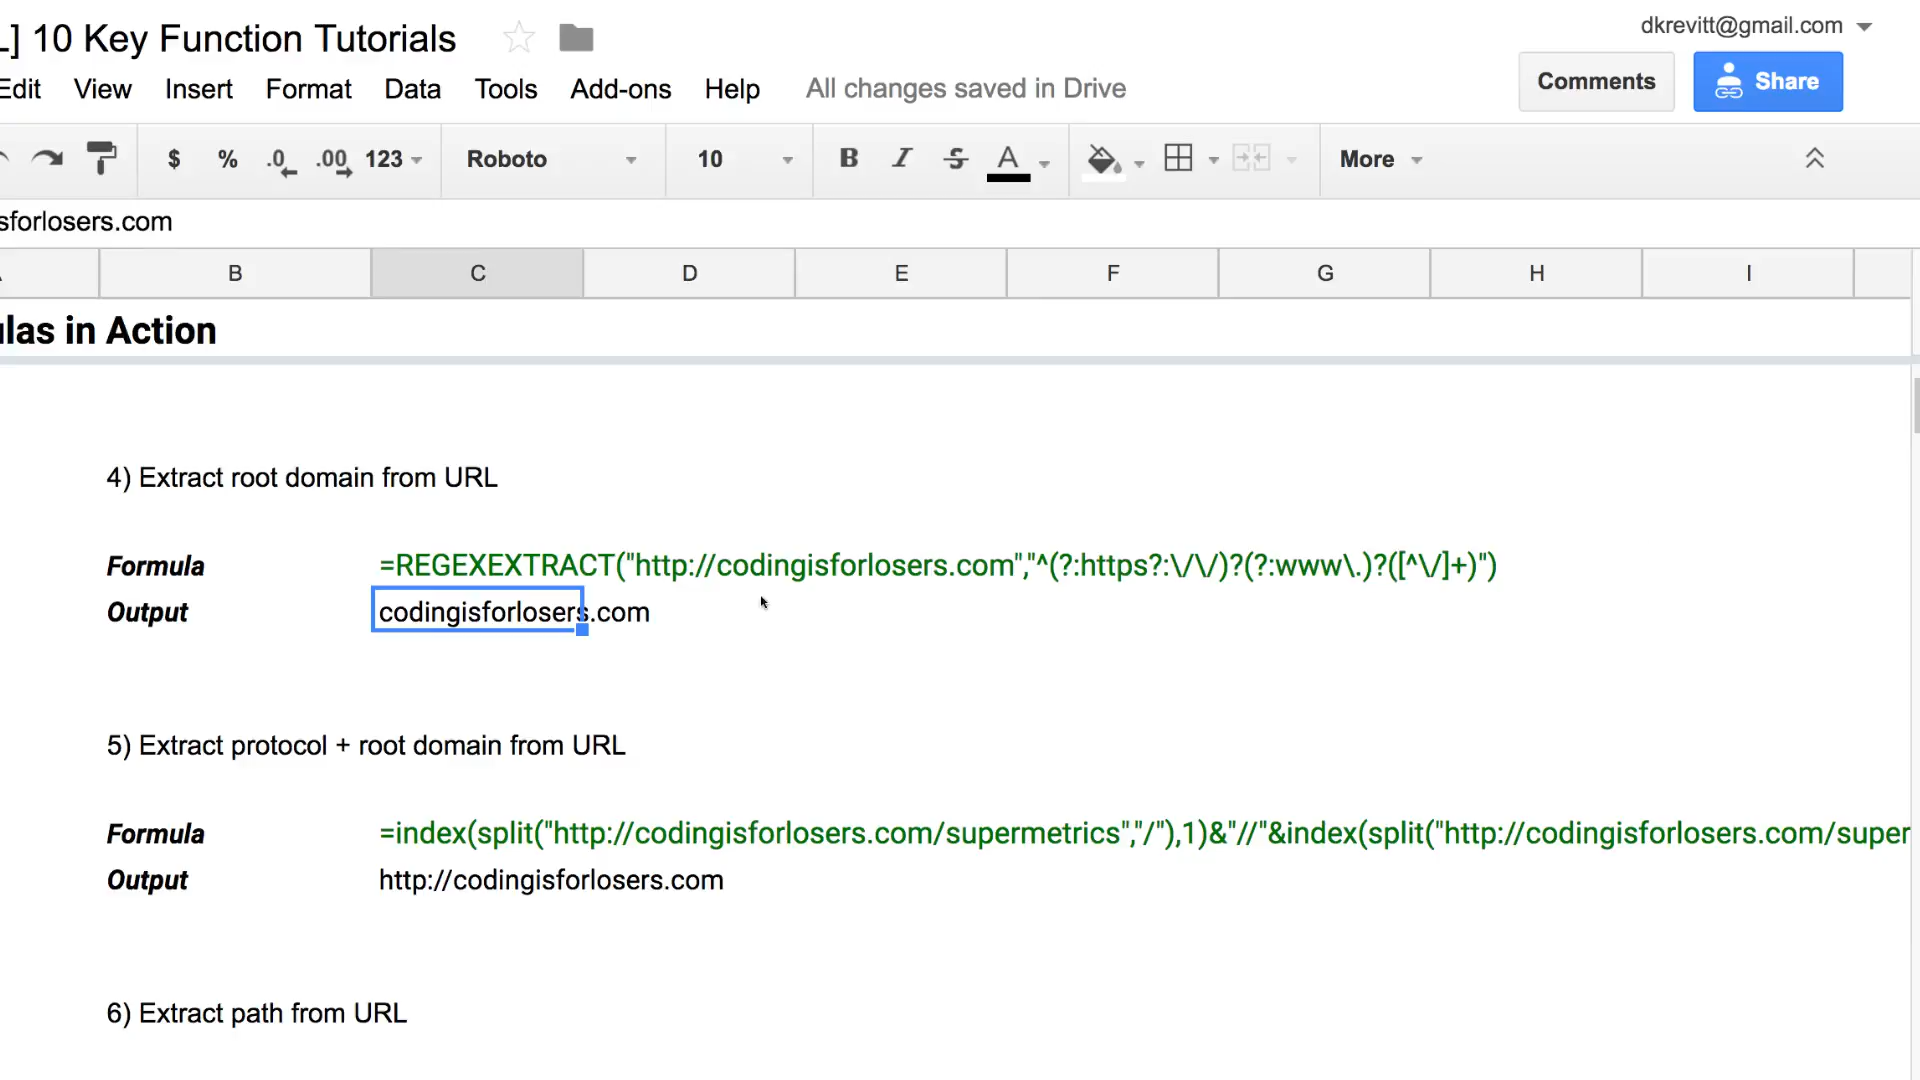 L] 10 Key Function Tutorials
dkrevitt@gmail.com
Edit View Insert Format Data Tools Add-ons Help All changes saved in Drive
Comments Share
$ % .0 .00 123 Roboto 10 B I S A More
sforlosers.com
B C D E F G H I
ulas in Action
4) Extract root domain from URL
Formula =REGEXEXTRACT("http://codingisforlosers.com","^(?:https?:\/\/)?(?:www\.)?([^\/]+)")
Output codingisforlosers.com
5) Extract protocol + root domain from URL
Formula =index(split("http://codingisforlosers.com/supermetrics","/"),1)&"//"&index(split("http://codingisforlosers.com/super
Output http://codingisforlosers.com
6) Extract path from URL